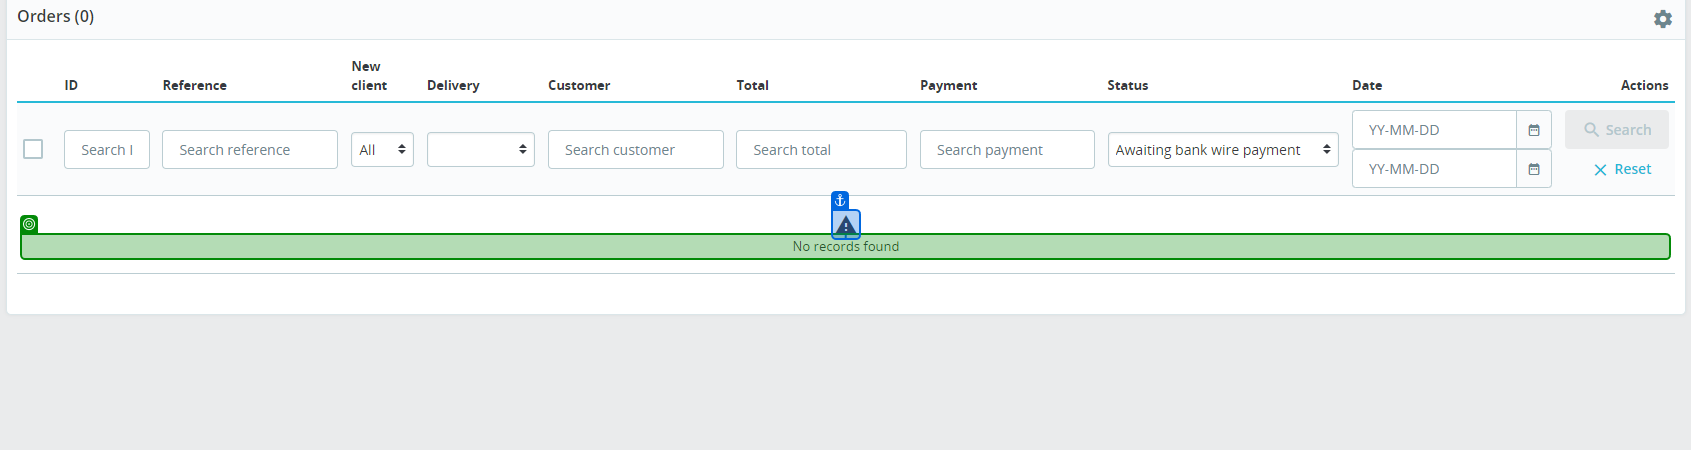 Orders (0)
ID
Reference
New
client
Delivery
Customer
Total
Payment
Status
Date
Actions
Search I
Search reference
All
Search customer
Search total
Search payment
Awaiting bank wire payment
YY-MM-DD
YY-MM-DD
Search
Reset
No records found